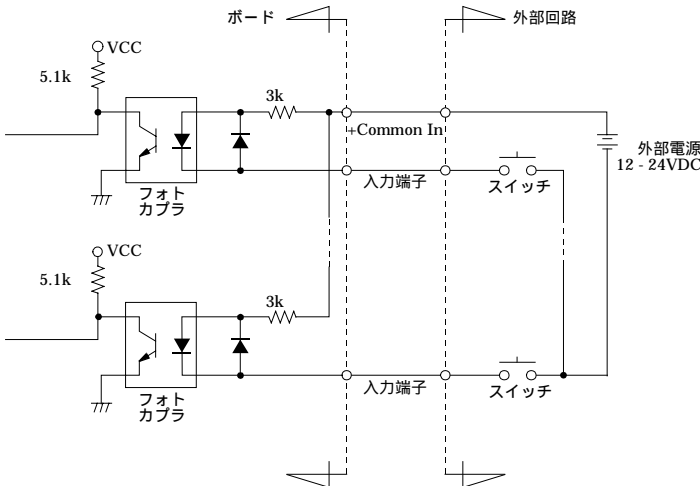 ボード
外部回路
VCC
5.1k
3k
+Common In
外部電源
12 - 24VDC
入力端子
スイッチ
フォト
カプラ
VCC
5.1k
3k
入力端子
スイッチ
フォト
カプラ